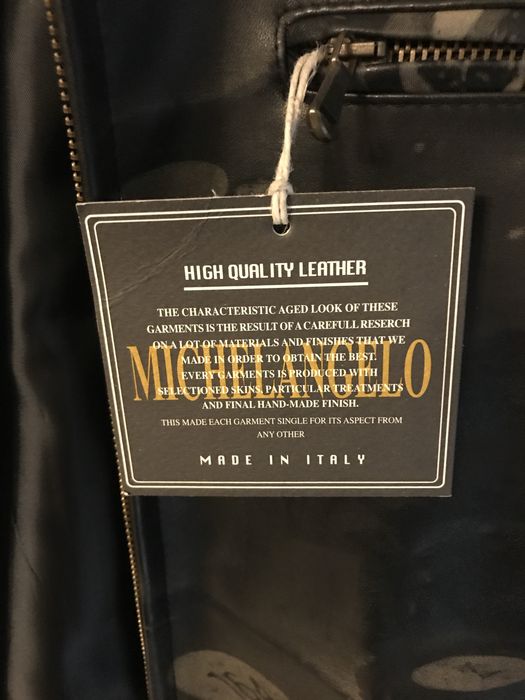 HIGH QUALITY LEATHER
THE CHARACTERISTIC AGED LOOK OF THESE
GARMENTS IS THE RESULT OF A CAREFULL RESERCH
ON A LOT OF MATERIALS AND FINISHES THAT WE
MADE IN ORDER TO OBTAIN THE BEST.
MICHELANGELO
EVERY GARMENTS IS PRODUCED WITH
SELECTIONED SKINS, PARTICULAR TREATMENTS
AND FINAL HAND-MADE FINISH.
THIS MADE EACH GARMENT SINGLE FOR ITS ASPECT FROM
ANY OTHER
MADE IN ITALY